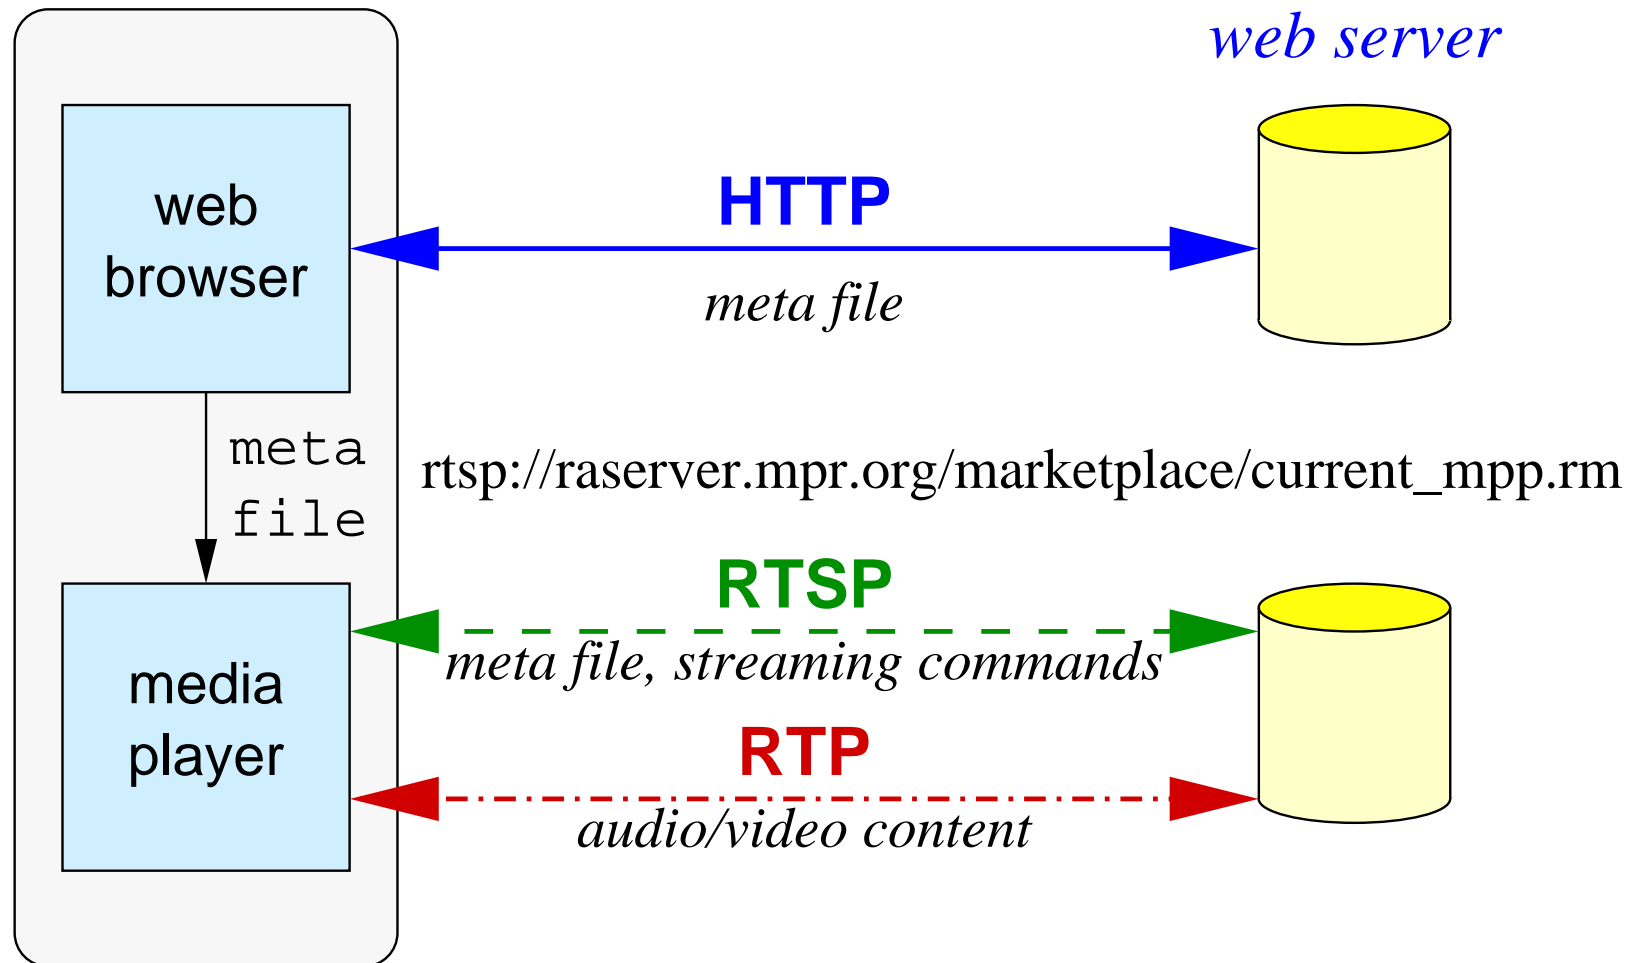 web server
web
browser
HTTP
meta file
meta
file
rtsp://raserver.mpr.org/marketplace/current_mpp.rm
RTSP
meta file, streaming commands
media
player
RTP
audio/video content